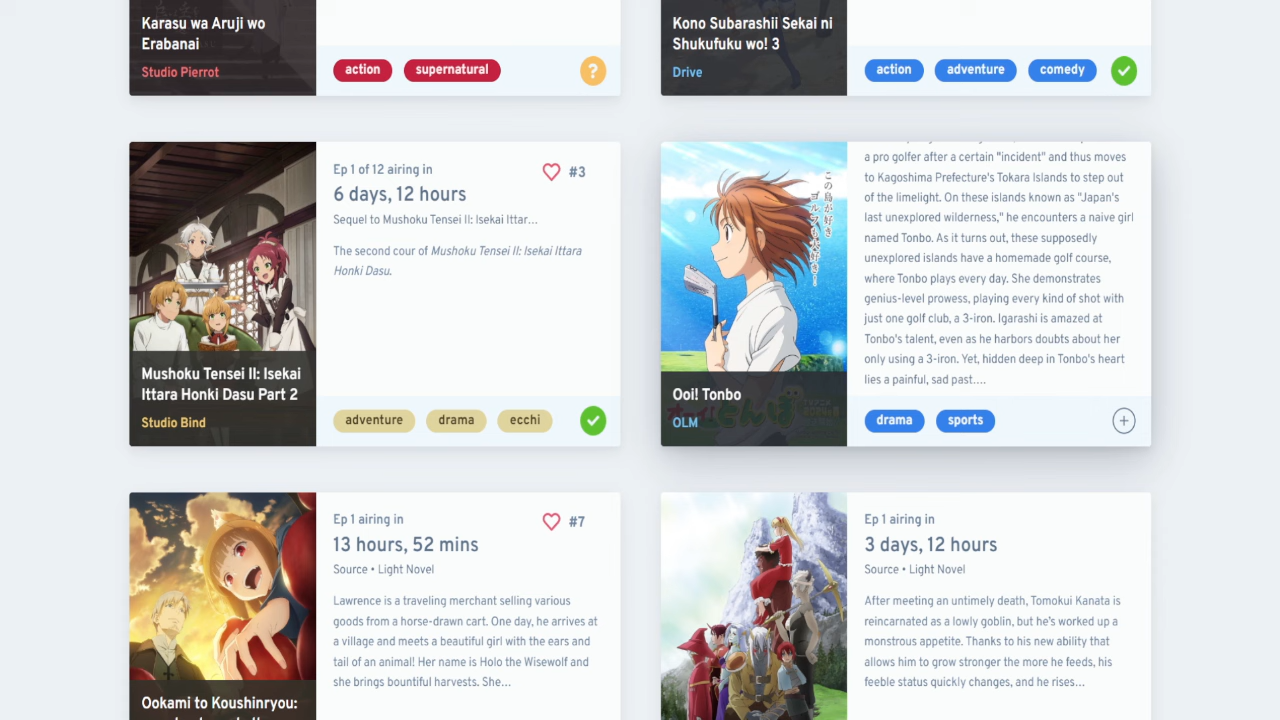 Karasu wa Aruji wo
Erabanai
Studio Pierrot
action
supernatural
?
Kono Subarashii Sekai ni
Shukufuku wo! 3
Drive
action
adventure
comedy
Mushoku Tensei II: Isekai
Ittara Honki Dasu Part 2
Studio Bind
Ep 1 of 12 airing in
#3
6 days, 12 hours
Sequel to Mushoku Tensei II: Isekai Ittar...
The second cour of Mushoku Tensei II: Isekai Ittara
Honki Dasu.
adventure
drama
ecchi
この島が好き
ゴルフも大好き!
Ooi! Tonbo
OLM
a pro golfer after a certain "incident" and thus moves
to Kagoshima Prefecture's Tokara Islands to step out
of the limelight. On these islands known as "Japan's
last unexplored wilderness," he encounters a naive girl
named Tonbo. As it turns out, these supposedly
unexplored islands have a homemade golf course,
where Tonbo plays every day. She demonstrates
genius-level prowess, playing every kind of shot with
just one golf club, a 3-iron. Igarashi is amazed at
Tonbo's talent, even as he harbors doubts about her
only using a 3-iron. Yet, hidden deep in Tonbo's heart
lies a painful, sad past....
drama
sports
Ookami to Koushinryou:
Ep 1 airing in
#7
13 hours, 52 mins
Source • Light Novel
Lawrence is a traveling merchant selling various
goods from a horse-drawn cart. One day, he arrives at
a village and meets a beautiful girl with the ears and
tail of an animal! Her name is Holo the Wisewolf and
she brings bountiful harvests. She...
Ep 1 airing in
3 days, 12 hours
Source • Light Novel
After meeting an untimely death, Tomokui Kanata is
reincarnated as a lowly goblin, but he's worked up a
monstrous appetite. Thanks to his new ability that
allows him to grow stronger the more he feeds, his
feeble status quickly changes, and he rises...